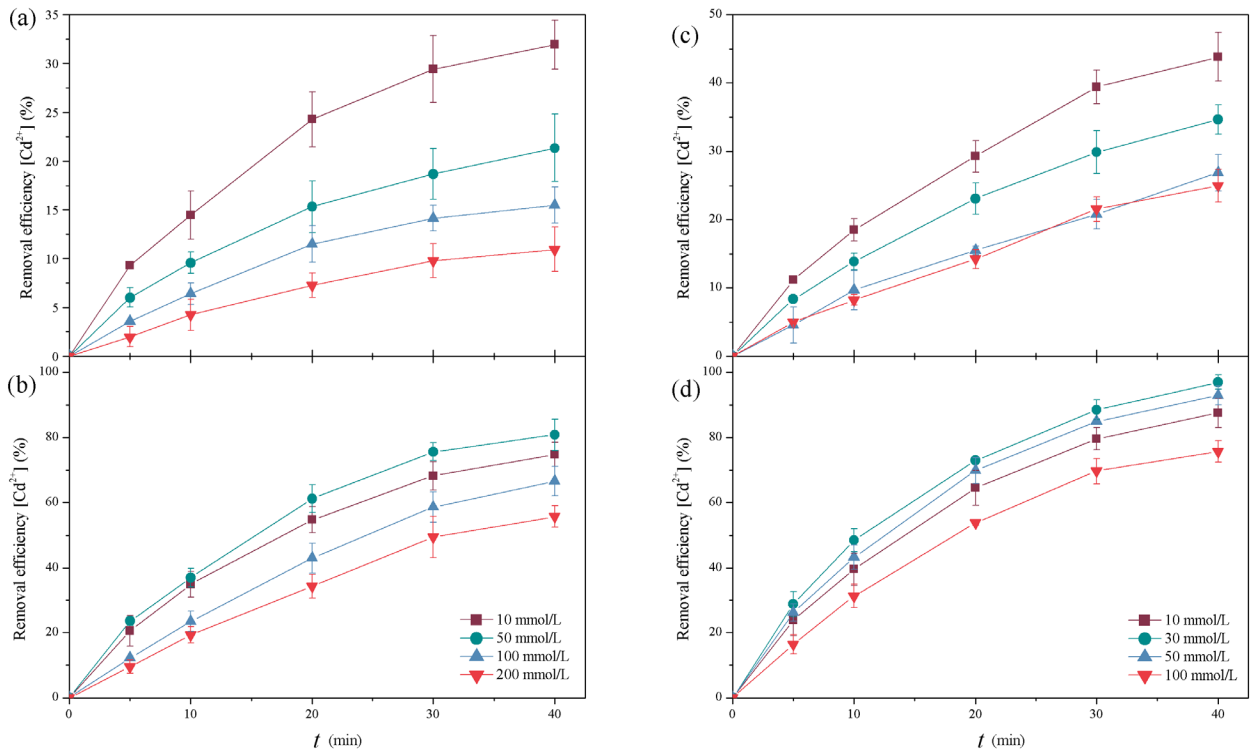 (a)
35
30
25
20
15
10
5
0
Removal efficiency [Cd²⁺] (%)
(b)
100
80
60
40
20
0
Removal efficiency [Cd²⁺] (%)
10 mmol/L
50 mmol/L
100 mmol/L
200 mmol/L
0 10 20 30 40
t (min)
(c)
50
40
30
20
10
0
Removal efficiency [Cd²⁺] (%)
(d)
100
80
60
40
20
0
Removal efficiency [Cd²⁺] (%)
10 mmol/L
30 mmol/L
50 mmol/L
100 mmol/L
0 10 20 30 40
t (min)